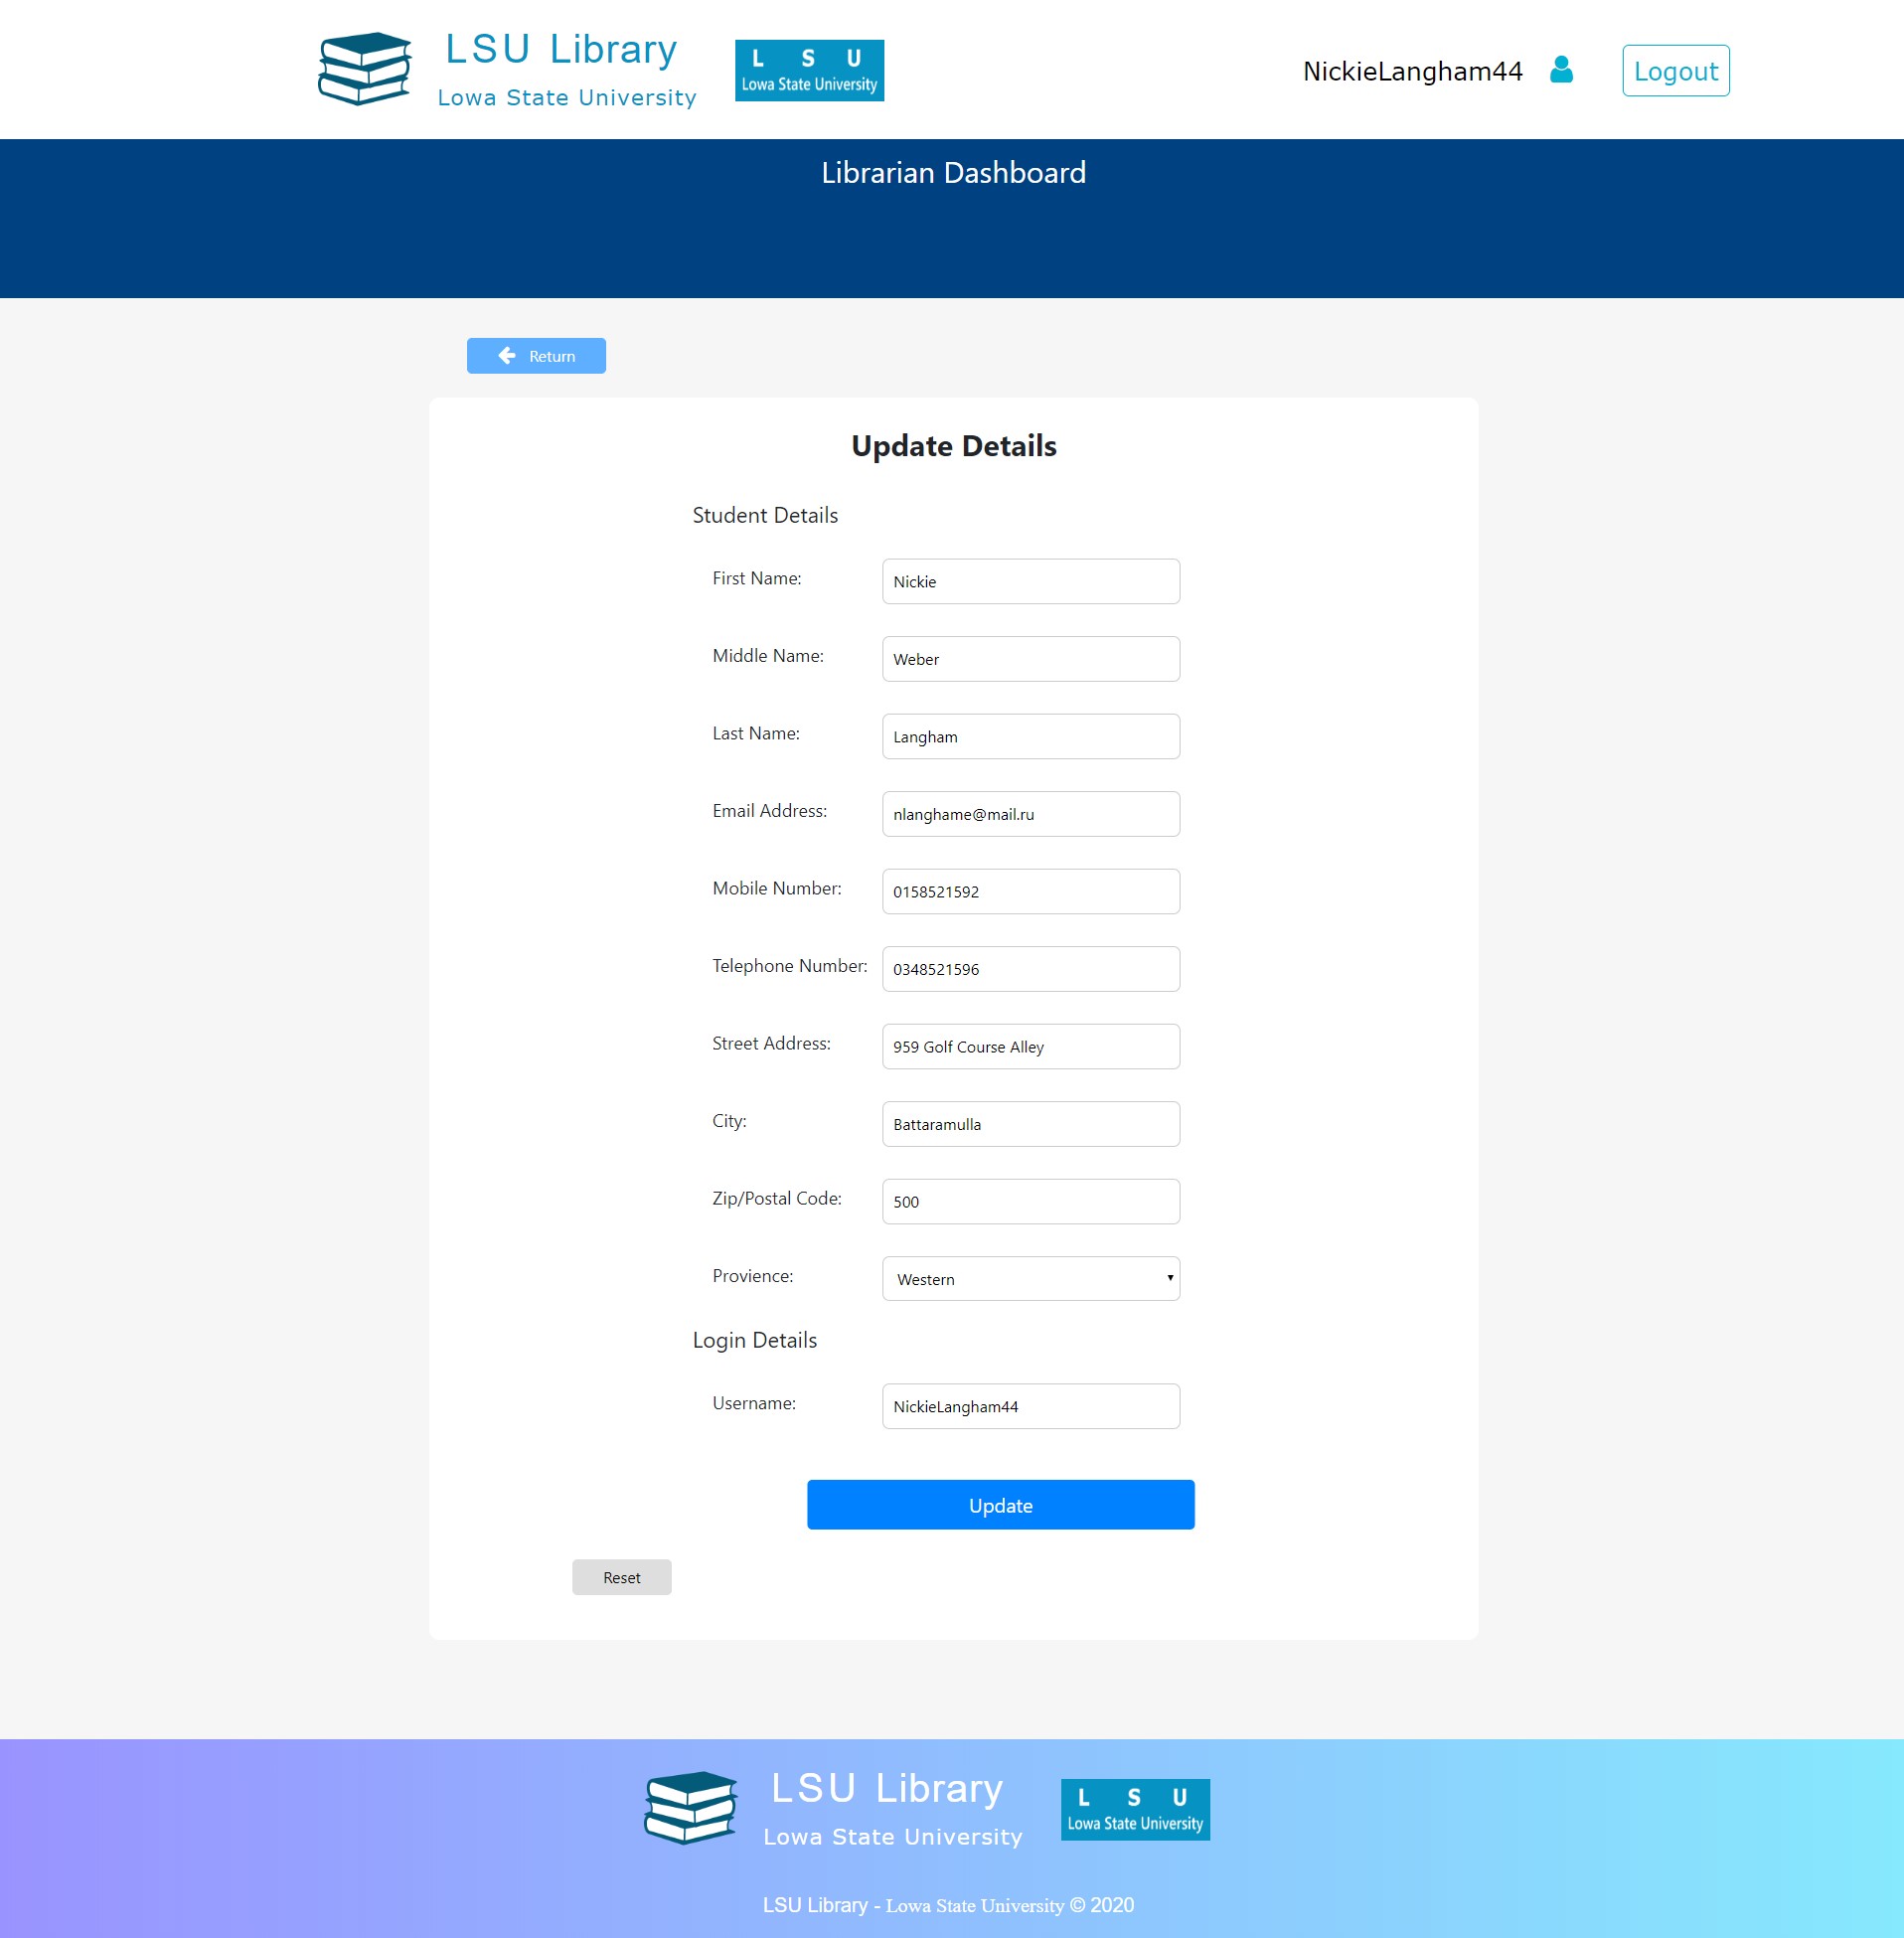 LSU Library
Lowa State University
L S U
Lowa State University
NickieLangham44
Logout
Librarian Dashboard
Return
Update Details
Student Details
First Name: Nickie
Middle Name: Weber
Last Name: Langham
Email Address: nlanghame@mail.ru
Mobile Number: 0158521592
Telephone Number: 0348521596
Street Address: 959 Golf Course Alley
City: Battaramulla
Zip/Postal Code: 500
Provience: Western
Login Details
Username: NickieLangham44
Update
Reset
LSU Library
Lowa State University
L S U
Lowa State University
LSU Library - Lowa State University © 2020